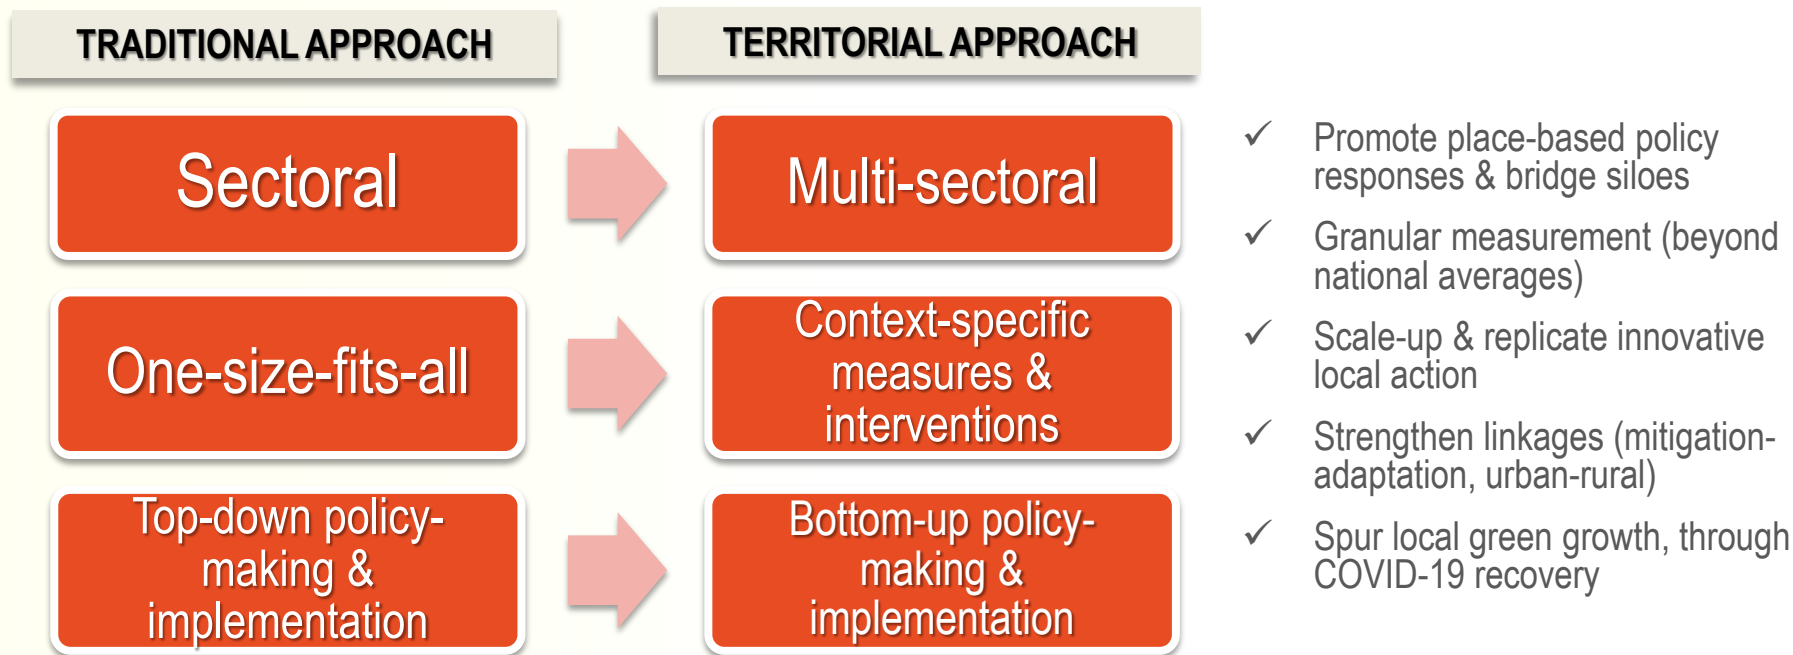 TRADITIONAL APPROACH
TERRITORIAL APPROACH
Sectoral
Multi-sectoral
One-size-fits-all
Context-specific
measures &
interventions
Top-down policy-
making &
implementation
Bottom-up policy-
making &
implementation
✓ Promote place-based policy
responses & bridge siloes
✓ Granular measurement (beyond
national averages)
✓ Scale-up & replicate innovative
local action
✓ Strengthen linkages (mitigation-
adaptation, urban-rural)
✓ Spur local green growth, through
COVID-19 recovery